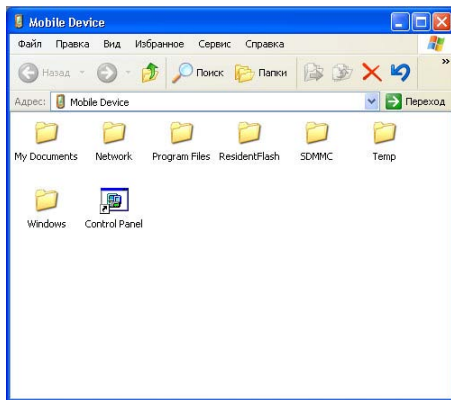 Mobile Device
Файл Правка Вид Избранное Сервис Справка
Назад Поиск Папки »
Адрес: Mobile Device Переход
My Documents Network Program Files ResidentFlash SDMMC Temp
Windows Control Panel